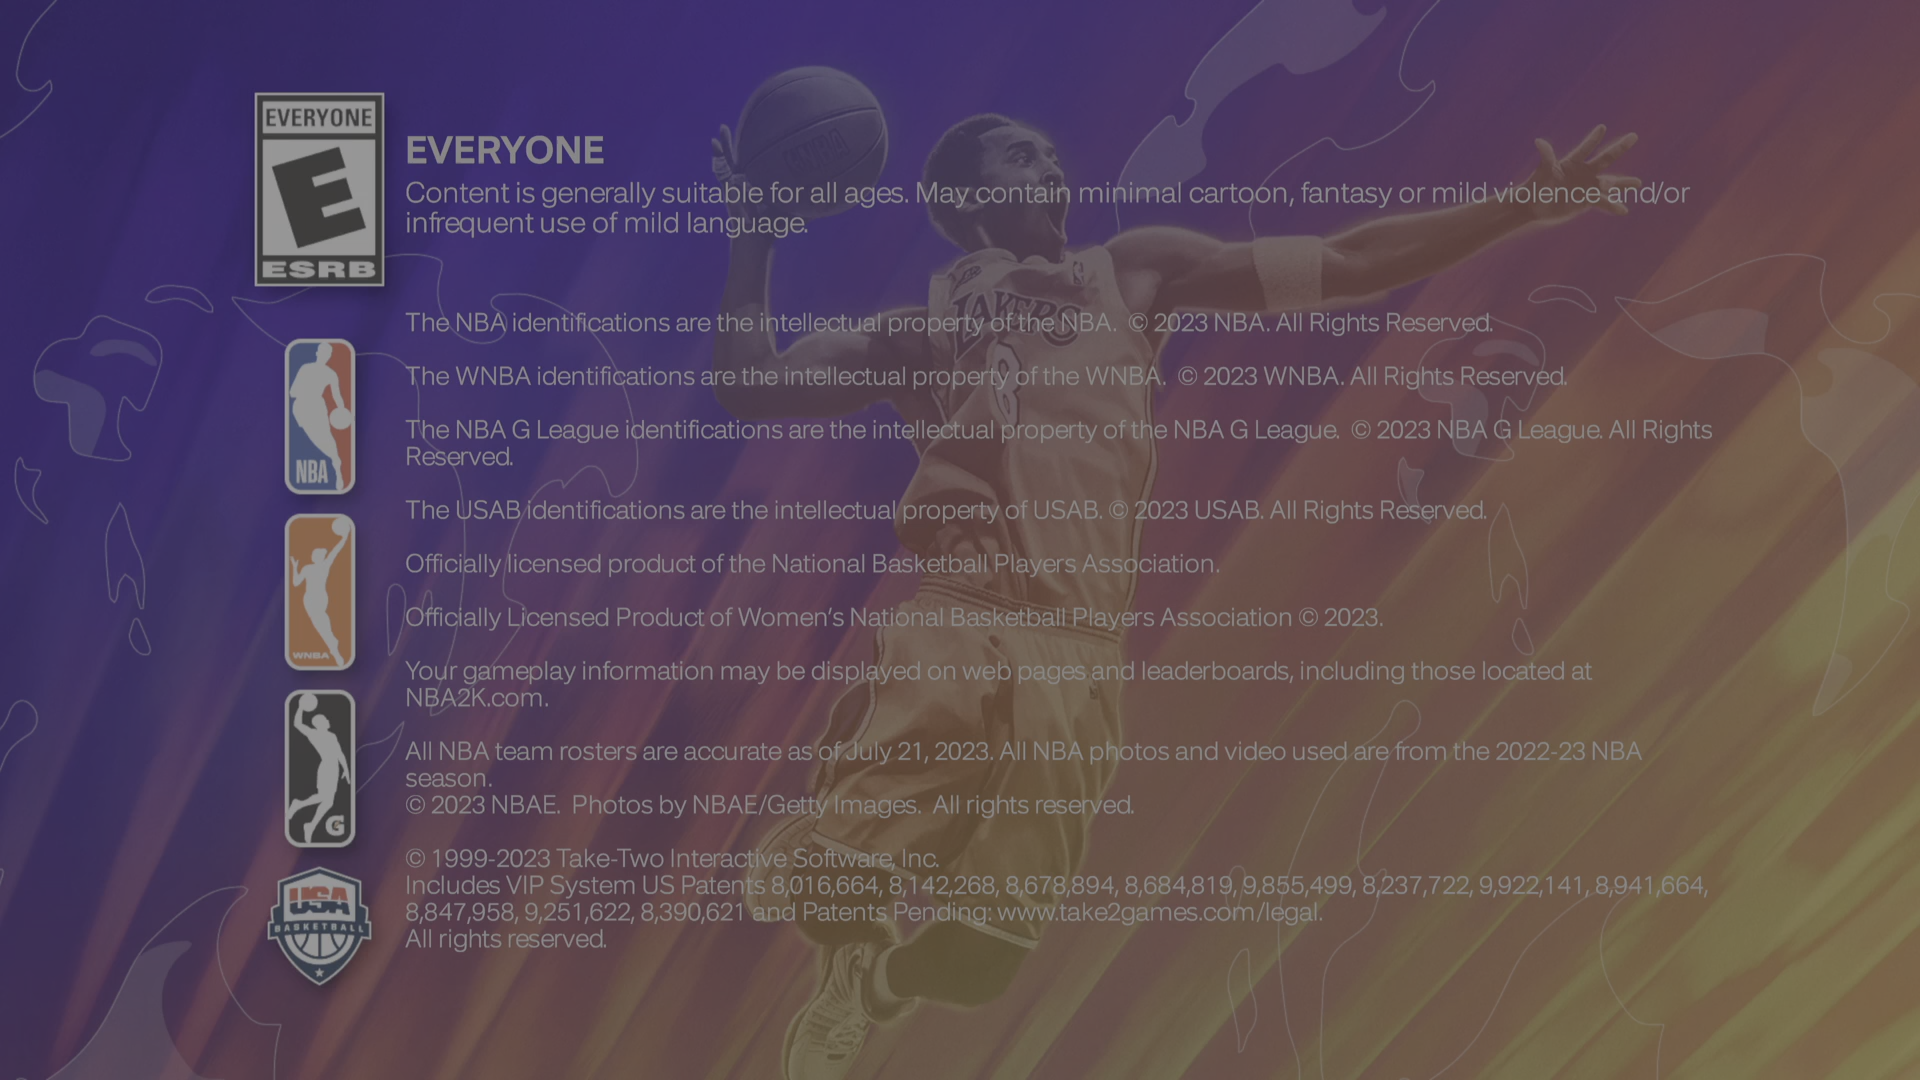 EVERYONE
E
ESRB
EVERYONE
Content is generally suitable for all ages. May contain minimal cartoon, fantasy or mild violence and/or
infrequent use of mild language.
The NBA identifications are the intellectual property of the NBA.  © 2023 NBA. All Rights Reserved.
The WNBA identifications are the intellectual property of the WNBA.  © 2023 WNBA. All Rights Reserved.
The NBA G League identifications are the intellectual property of the NBA G League.  © 2023 NBA G League. All Rights
Reserved.
NBA
The USAB identifications are the intellectual property of USAB. © 2023 USAB. All Rights Reserved.
Officially licensed product of the National Basketball Players Association.
Officially Licensed Product of Women’s National Basketball Players Association © 2023.
WNBA
Your gameplay information may be displayed on web pages and leaderboards, including those located at
NBA2K.com.
All NBA team rosters are accurate as of July 21, 2023. All NBA photos and video used are from the 2022-23 NBA
season.
© 2023 NBAE.  Photos by NBAE/Getty Images.  All rights reserved.
G
© 1999-2023 Take-Two Interactive Software, Inc.
Includes VIP System US Patents 8,016,664, 8,142,268, 8,678,894, 8,684,819, 9,855,499, 8,237,722, 9,922,141, 8,941,664,
8,847,958, 9,251,622, 8,390,621 and Patents Pending: www.take2games.com/legal.
All rights reserved.
USA
BASKETBALL
LAKERS
8